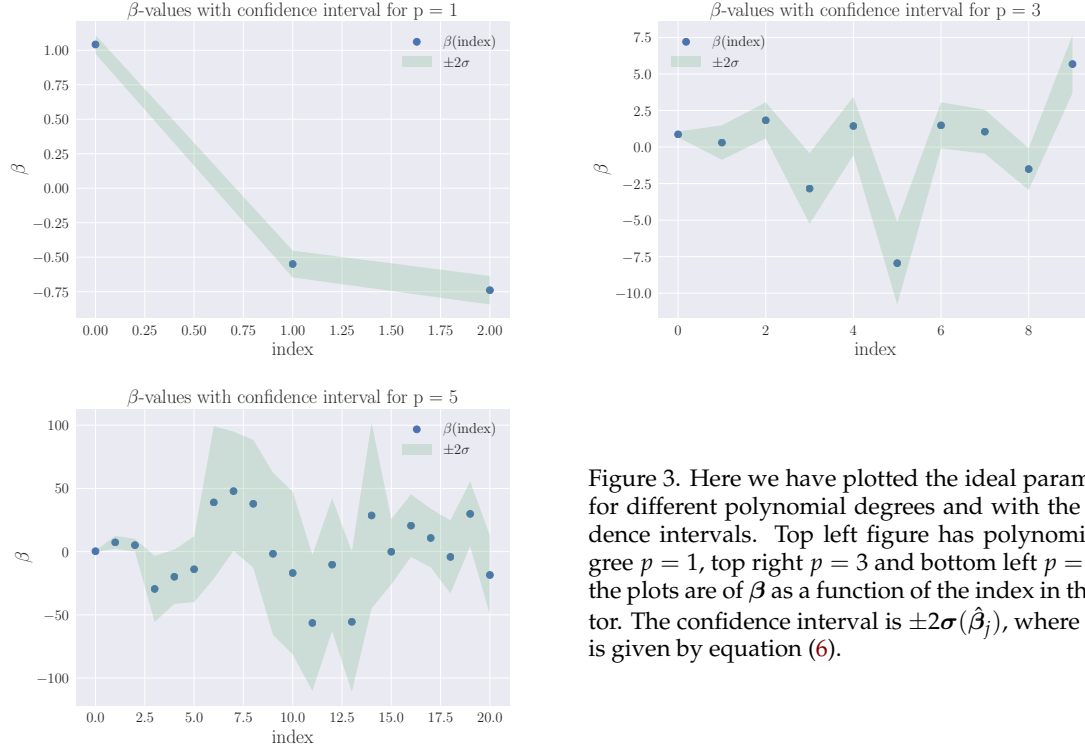 β-values with confidence interval for p = 1
β(index)
±2σ
1.00
0.75
0.50
0.25
0.00
−0.25
−0.50
−0.75
β
0.00 0.25 0.50 0.75 1.00 1.25 1.50 1.75 2.00
index
β-values with confidence interval for p = 3
β(index)
±2σ
7.5
5.0
2.5
0.0
−2.5
−5.0
−7.5
−10.0
β
0 2 4 6 8
index
β-values with confidence interval for p = 5
β(index)
±2σ
100
50
0
−50
−100
β
0.0 2.5 5.0 7.5 10.0 12.5 15.0 17.5 20.0
index
Figure 3. Here we have plotted the ideal param
for different polynomial degrees and with the
dence intervals. Top left figure has polynomi
gree p = 1, top right p = 3 and bottom left p =
the plots are of β as a function of the index in th
tor. The confidence interval is ±2σ(β̂j), where
is given by equation (6).